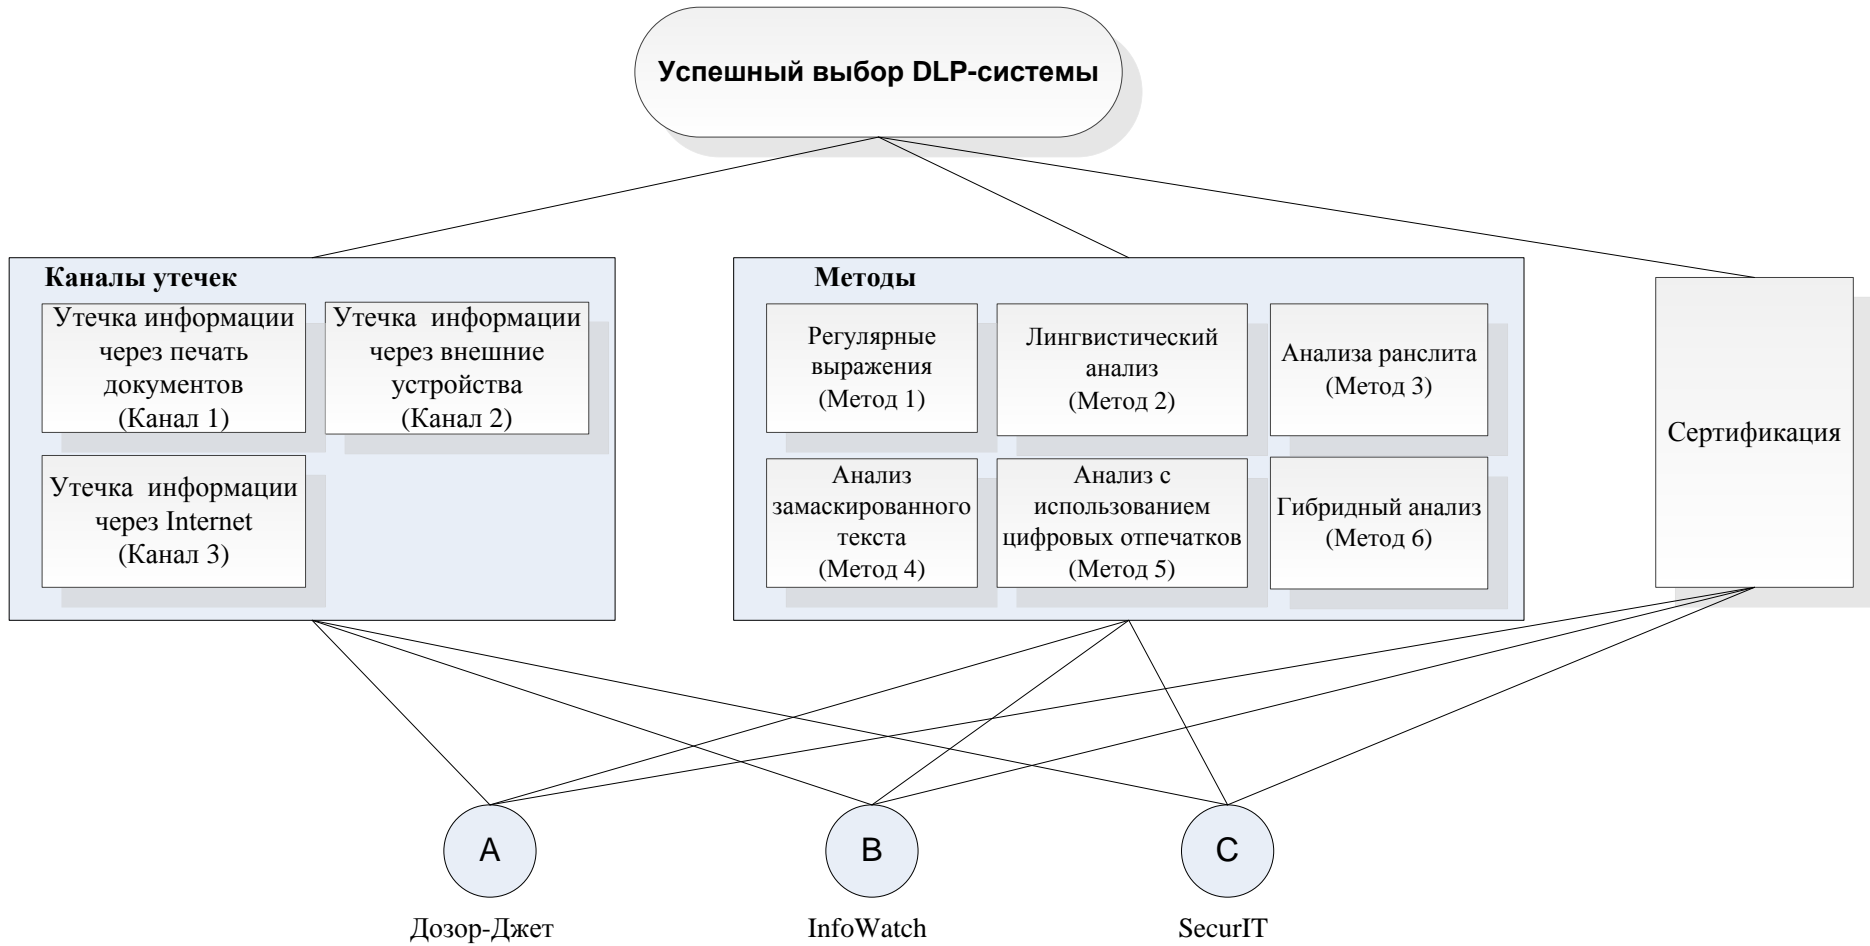 Успешный выбор DLP-системы
Каналы утечек
Утечка информации
через печать
документов
(Канал 1)
Утечка информации
через внешние
устройства
(Канал 2)
Утечка информации
через Internet
(Канал 3)
Методы
Регулярные
выражения
(Метод 1)
Лингвистический
анализ
(Метод 2)
Анализа ранслита
(Метод 3)
Анализ
замаскированного
текста
(Метод 4)
Анализ с
использованием
цифровых отпечатков
(Метод 5)
Гибридный анализ
(Метод 6)
Сертификация
A
B
C
Дозор-Джет
InfoWatch
SecurIT